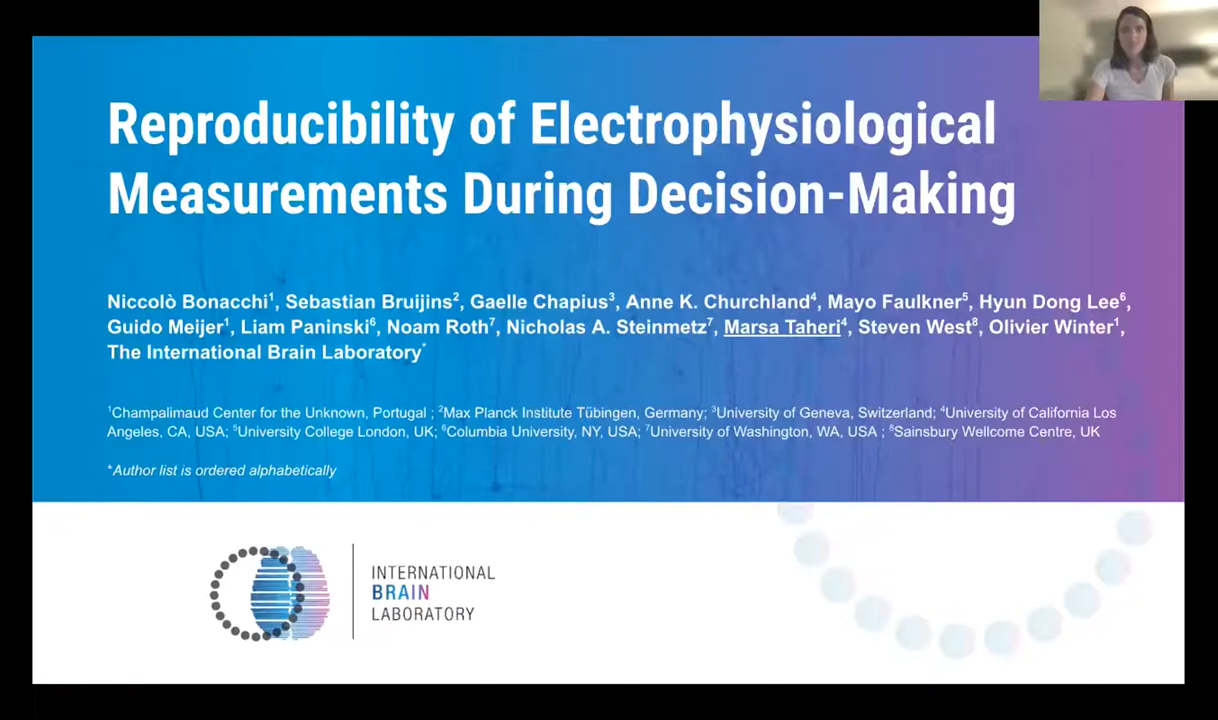 Reproducibility of Electrophysiological
Measurements During Decision-Making
Niccolò Bonacchi¹, Sebastian Bruijins², Gaelle Chapius³, Anne K. Churchland⁴, Mayo Faulkner⁵, Hyun Dong Lee⁶,
Guido Meijer¹, Liam Paninski⁶, Noam Roth⁷, Nicholas A. Steinmetz⁷, Marsa Taheri⁴, Steven West⁸, Olivier Winter¹,
The International Brain Laboratory*
¹Champalimaud Center for the Unknown, Portugal ; ²Max Planck Institute Tübingen, Germany; ³University of Geneva, Switzerland; ⁴University of California Los
Angeles, CA, USA; ⁵University College London, UK; ⁶Columbia University, NY, USA; ⁷University of Washington, WA, USA ; ⁸Sainsbury Wellcome Centre, UK
*Author list is ordered alphabetically
INTERNATIONAL
BRAIN
LABORATORY